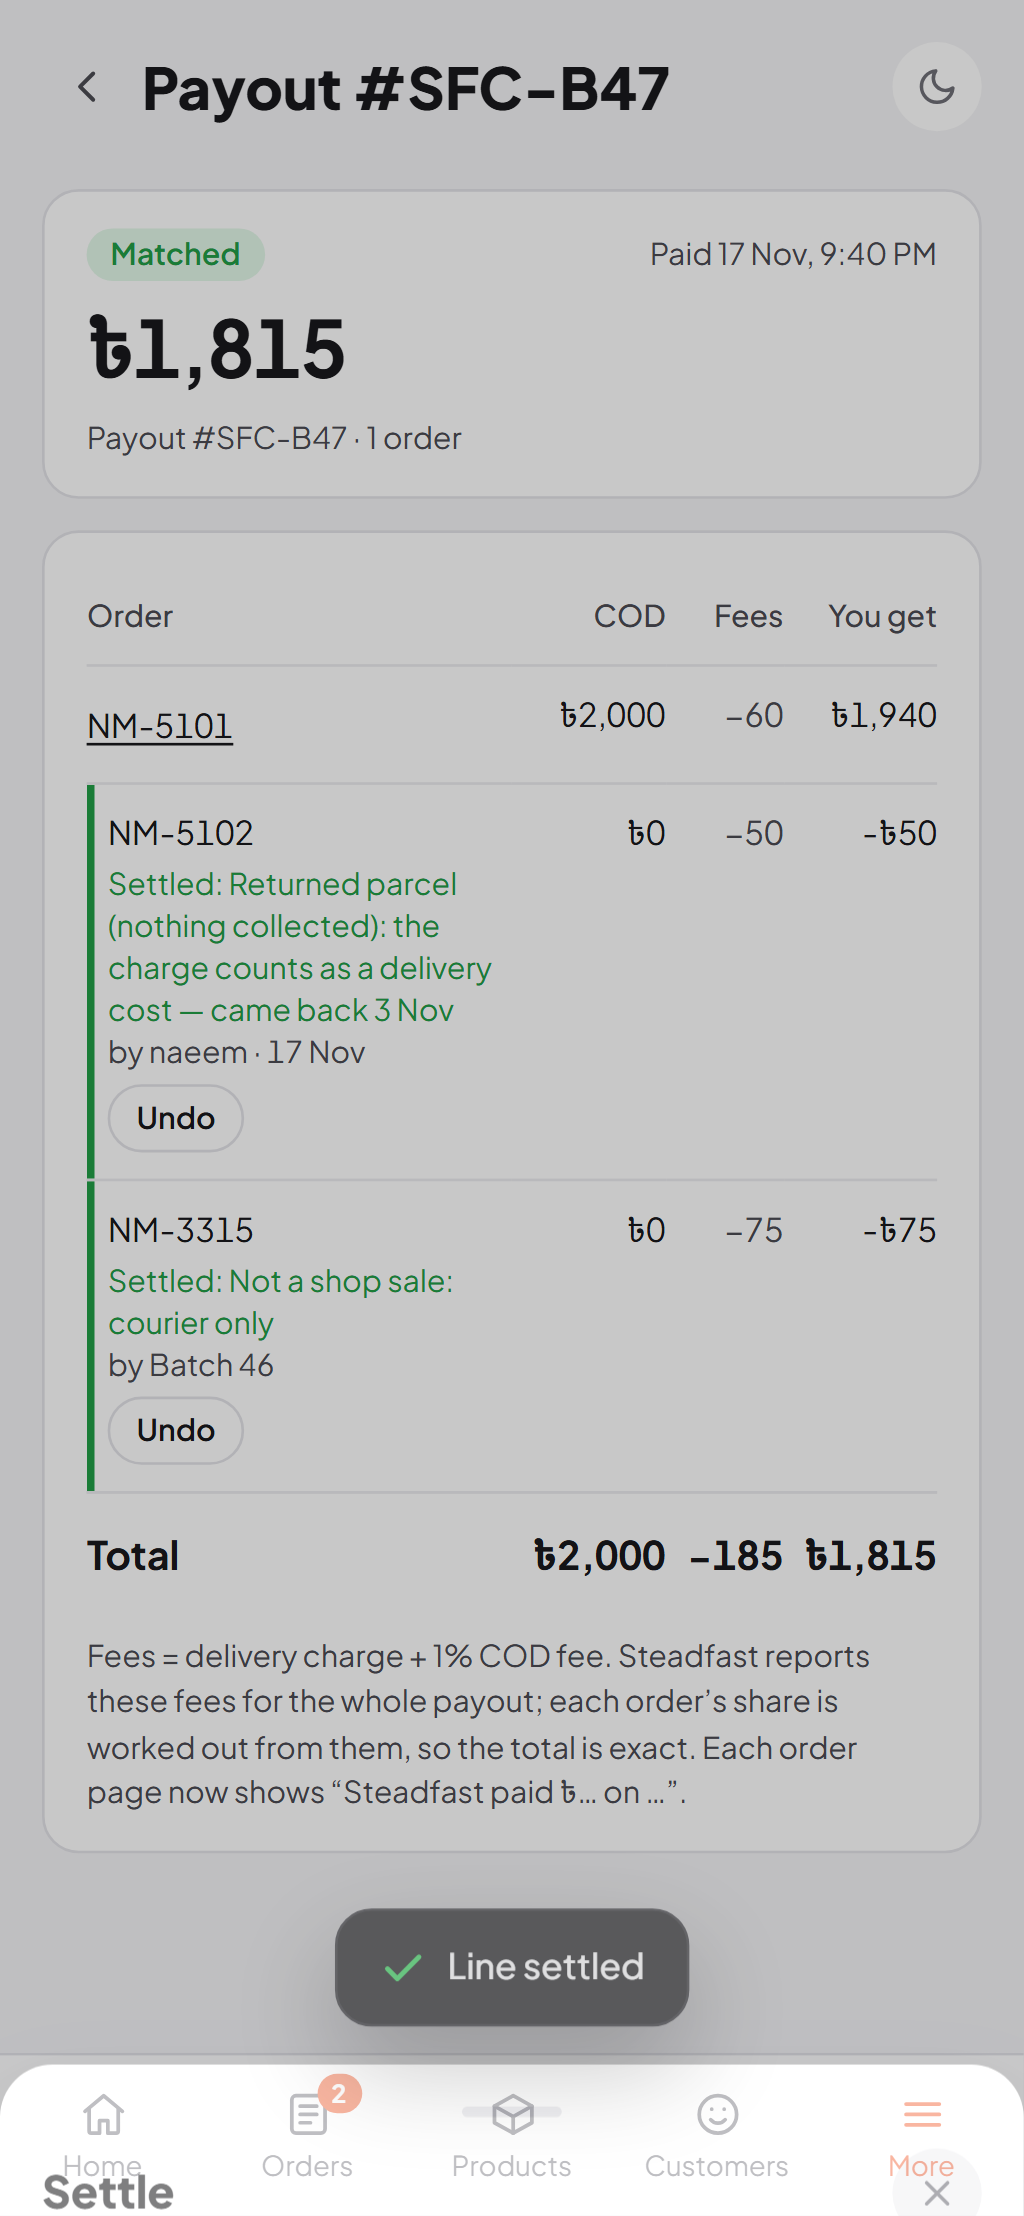 Payout #SFC-B47
Matched
Paid 17 Nov, 9:40 PM
৳1,815
Payout #SFC-B47 · 1 order
Order COD Fees You get
NM-5101 ৳2,000 −60 ৳1,940
NM-5102 ৳0 −50 -৳50
Settled: Returned parcel
(nothing collected): the
charge counts as a delivery
cost — came back 3 Nov
by naeem · 17 Nov
Undo
NM-3315 ৳0 −75 -৳75
Settled: Not a shop sale:
courier only
by Batch 46
Undo
Total ৳2,000 −185 ৳1,815
Fees = delivery charge + 1% COD fee. Steadfast reports
these fees for the whole payout; each order’s share is
worked out from them, so the total is exact. Each order
page now shows “Steadfast paid ৳… on …”.
Line settled
2
Home Orders Products Customers More
Settle